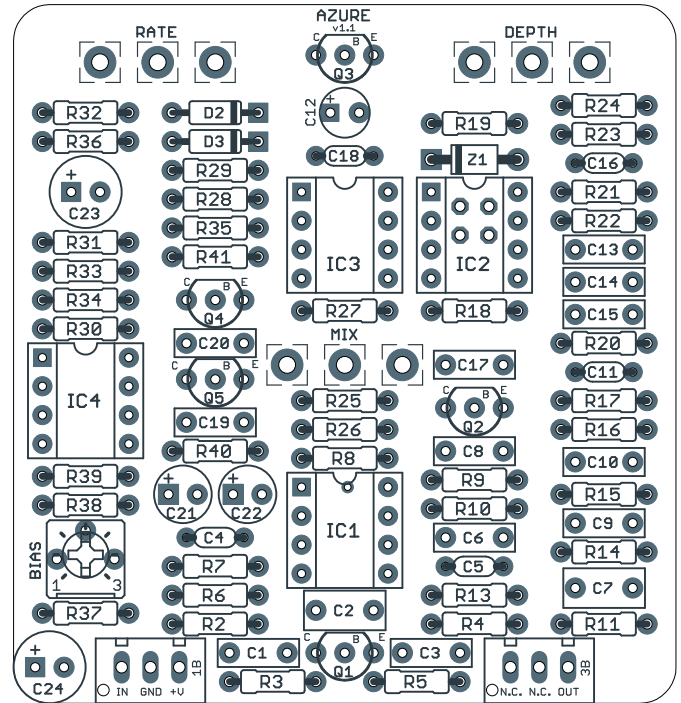 AZURE
v1.1
RATE
DEPTH
C B E
Q3
R32 D2 C12 + R24
R19 R23
R36 D3
C18 Z1 C16
R29
+ R21
R28
C23 R22
R35
R31 R41 C13
IC3 IC2
R33 C14
R34 C B E R27 R18 C15
R30 Q4
MIX
C20 R20
C B E C17 C11
IC4 Q5
R25 C B E R17
C19 Q2
R26 R16
R40 C8
R8 C10
R39 + + R9
C21 C22 R15
R38 R10
C9
IC1
C4 C6
BIAS R14
1 3 R7 C5
C7
R6 R13
R37 C2
R2 R4 R11
+ C1 C B E C3
C24 1B Q1 3B
IN GND +V R3 R5 N.C. N.C. OUT